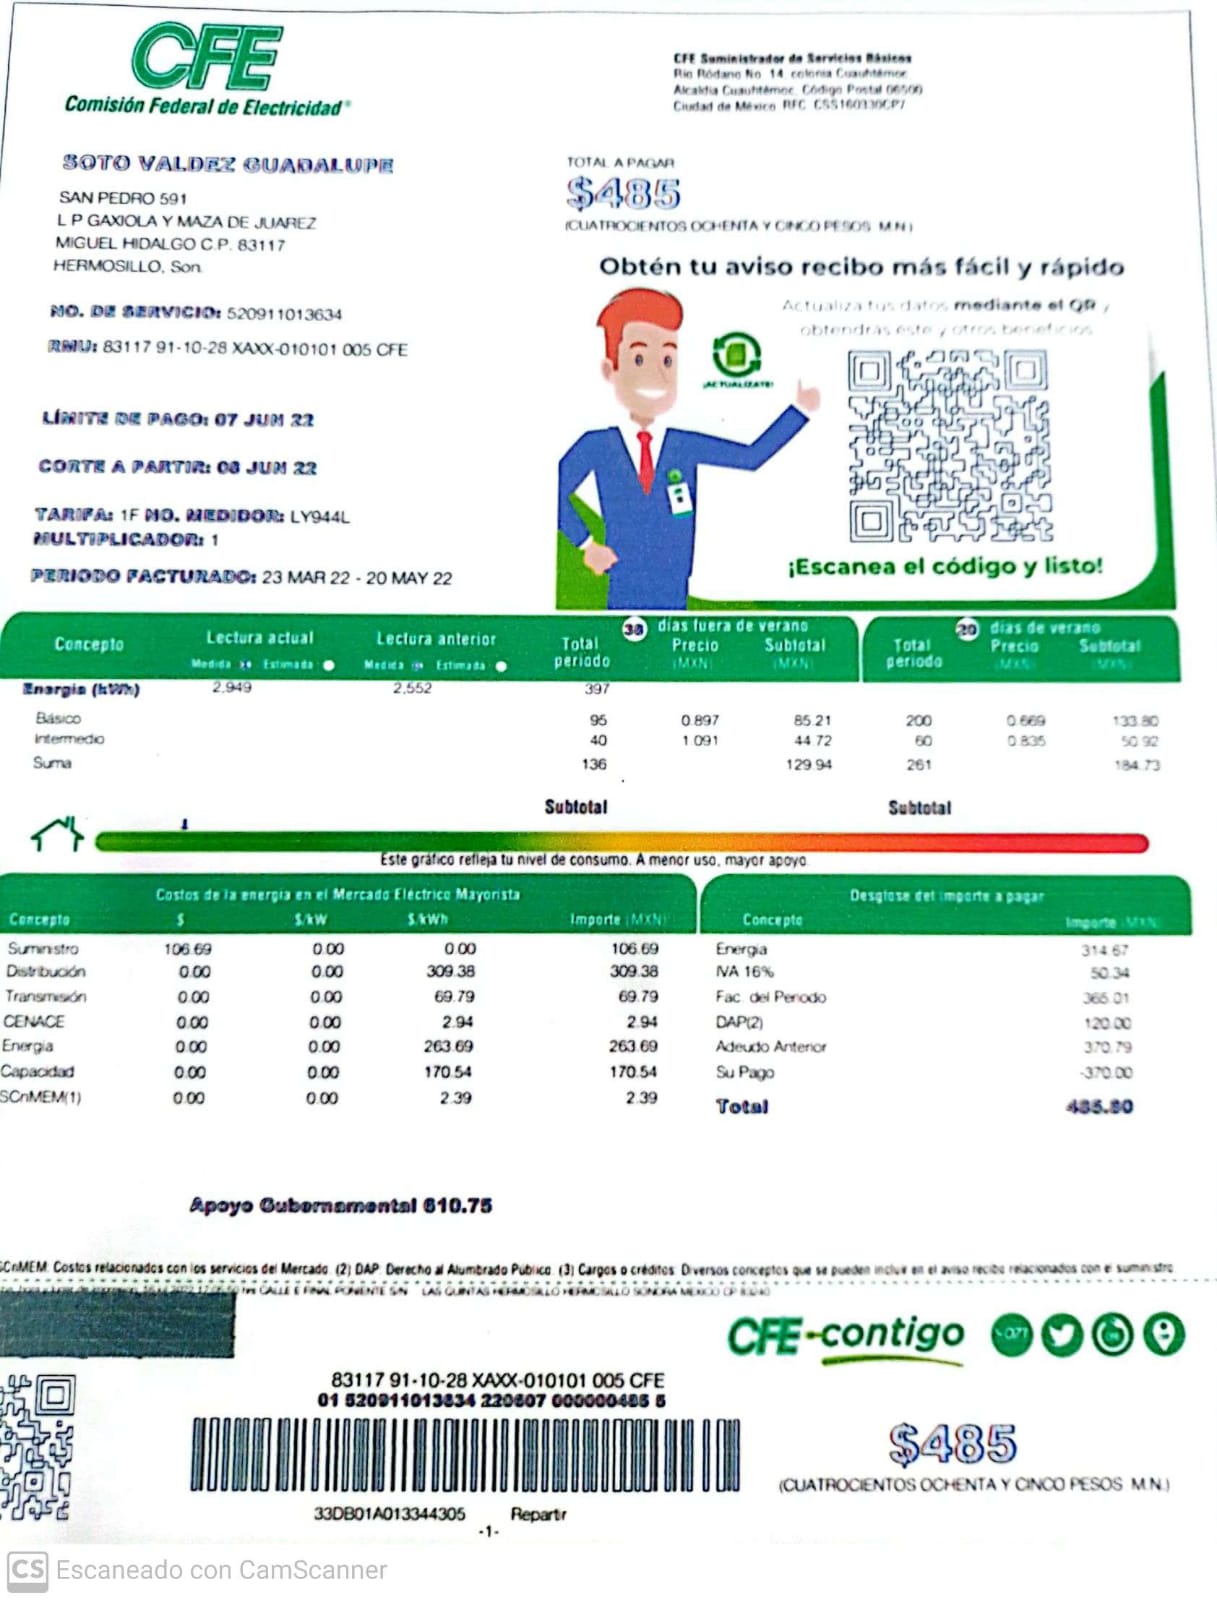 CFE
Comisión Federal de Electricidad®
CFE Suministrador de Servicios Básicos
Río Ródano No. 14, colonia Cuauhtémoc,
Alcaldía Cuauhtémoc, Código Postal 06500
Ciudad de México. RFC: CSS160330CP7
SOTO VALDEZ GUADALUPE
SAN PEDRO 591
L P GAXIOLA Y MAZA DE JUAREZ
MIGUEL HIDALGO C.P. 83117
HERMOSILLO, Son.
TOTAL A PAGAR
$485
(CUATROCIENTOS OCHENTA Y CINCO PESOS M.N.)
NO. DE SERVICIO: 520911013634
RMU: 83117 91-10-28 XAXX-010101 005 CFE
Obtén tu aviso recibo más fácil y rápido
Actualiza tus datos mediante el QR y
obtendrás este y otros beneficios
¡ACTUALÍZATE!
¡Escanea el código y listo!
LÍMITE DE PAGO: 07 JUN 22
CORTE A PARTIR: 08 JUN 22
TARIFA: 1F NO. MEDIDOR: LY944L
MULTIPLICADOR: 1
PERIODO FACTURADO: 23 MAR 22 - 20 MAY 22
38 días fuera de verano 20 días de verano
Concepto Lectura actual Lectura anterior Total periodo Precio (MXN) Subtotal (MXN) Total periodo Precio (MXN) Subtotal (MXN)
Medida Estimada Medida Estimada
Energía (kWh) 2,949 2,552 397
Básico 95 0.897 85.21 200 0.669 133.80
Intermedio 40 1.091 44.72 60 0.835 50.92
Suma 136 129.94 261 184.73
Subtotal Subtotal
Este gráfico refleja tu nivel de consumo. A menor uso, mayor apoyo.
Costos de la energía en el Mercado Eléctrico Mayorista
Concepto $ $/kW $/kWh Importe (MXN)
Suministro 106.69 0.00 0.00 106.69
Distribución 0.00 0.00 309.38 309.38
Transmisión 0.00 0.00 69.79 69.79
CENACE 0.00 0.00 2.94 2.94
Energía 0.00 0.00 263.69 263.69
Capacidad 0.00 0.00 170.54 170.54
SCnMEM(1) 0.00 0.00 2.39 2.39
Desglose del importe a pagar
Concepto Importe (MXN)
Energía 314.67
IVA 16% 50.34
Fac. del Periodo 365.01
DAP(2) 120.00
Adeudo Anterior 370.79
Su Pago -370.00
Total 485.80
Apoyo Gubernamental 610.75
SCnMEM: Costos relacionados con los servicios del Mercado. (2) DAP: Derecho al Alumbrado Público. (3) Cargos o créditos: Diversos conceptos que se pueden incluir en el aviso recibo relacionados con el suministro
hrs CALLE E FINAL PONIENTE S/N LAS QUINTAS HERMOSILLO HERMOSILLO SONORA MEXICO CP 83240
CFE-contigo
071
83117 91-10-28 XAXX-010101 005 CFE
01 520911013634 220607 000000485 5
$485
(CUATROCIENTOS OCHENTA Y CINCO PESOS M.N.)
33DB01A013344305 Repartir
-1-
CS Escaneado con CamScanner